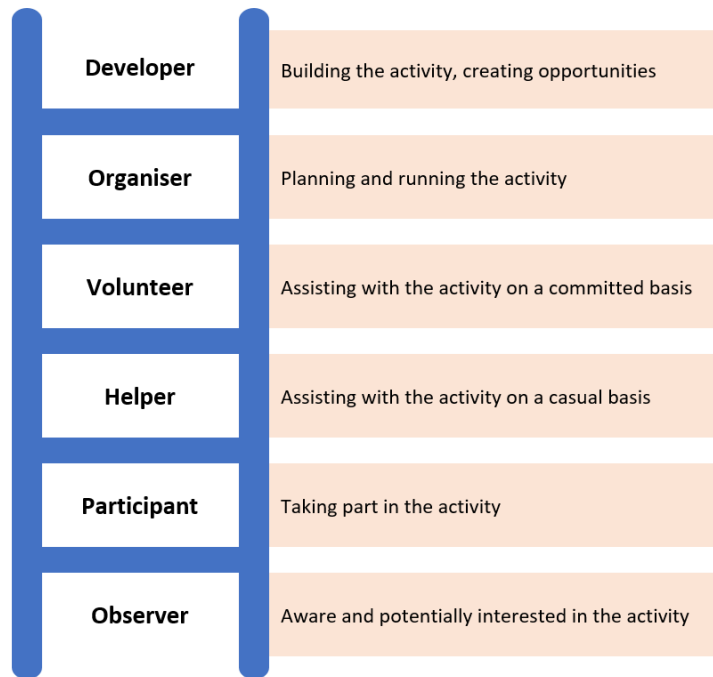 Developer
Building the activity, creating opportunities
Organiser
Planning and running the activity
Volunteer
Assisting with the activity on a committed basis
Helper
Assisting with the activity on a casual basis
Participant
Taking part in the activity
Observer
Aware and potentially interested in the activity